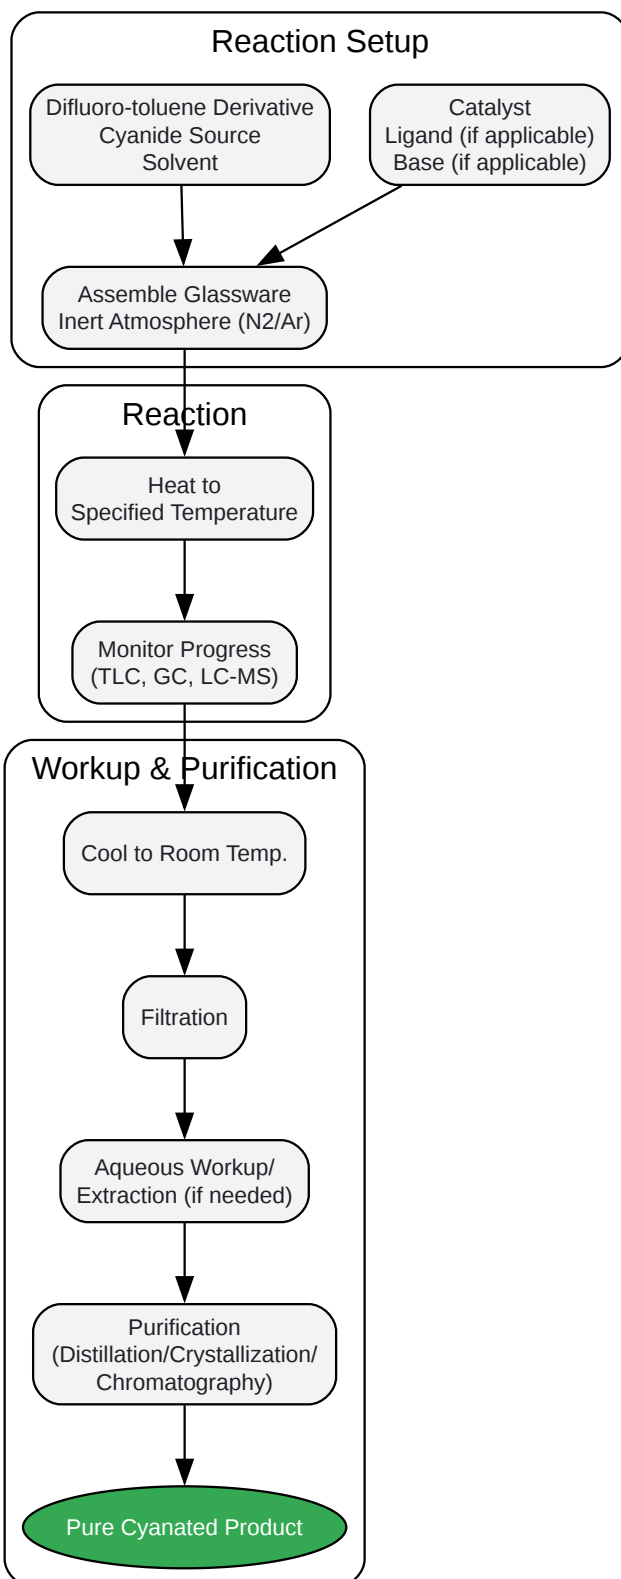 Reaction Setup
Difluoro-toluene Derivative
Cyanide Source
Solvent
Catalyst
Ligand (if applicable)
Base (if applicable)
Assemble Glassware
Inert Atmosphere (N2/Ar)
Reaction
Heat to
Specified Temperature
Monitor Progress
(TLC, GC, LC-MS)
Workup & Purification
Cool to Room Temp.
Filtration
Aqueous Workup/
Extraction (if needed)
Purification
(Distillation/Crystallization/
Chromatography)
Pure Cyanated Product